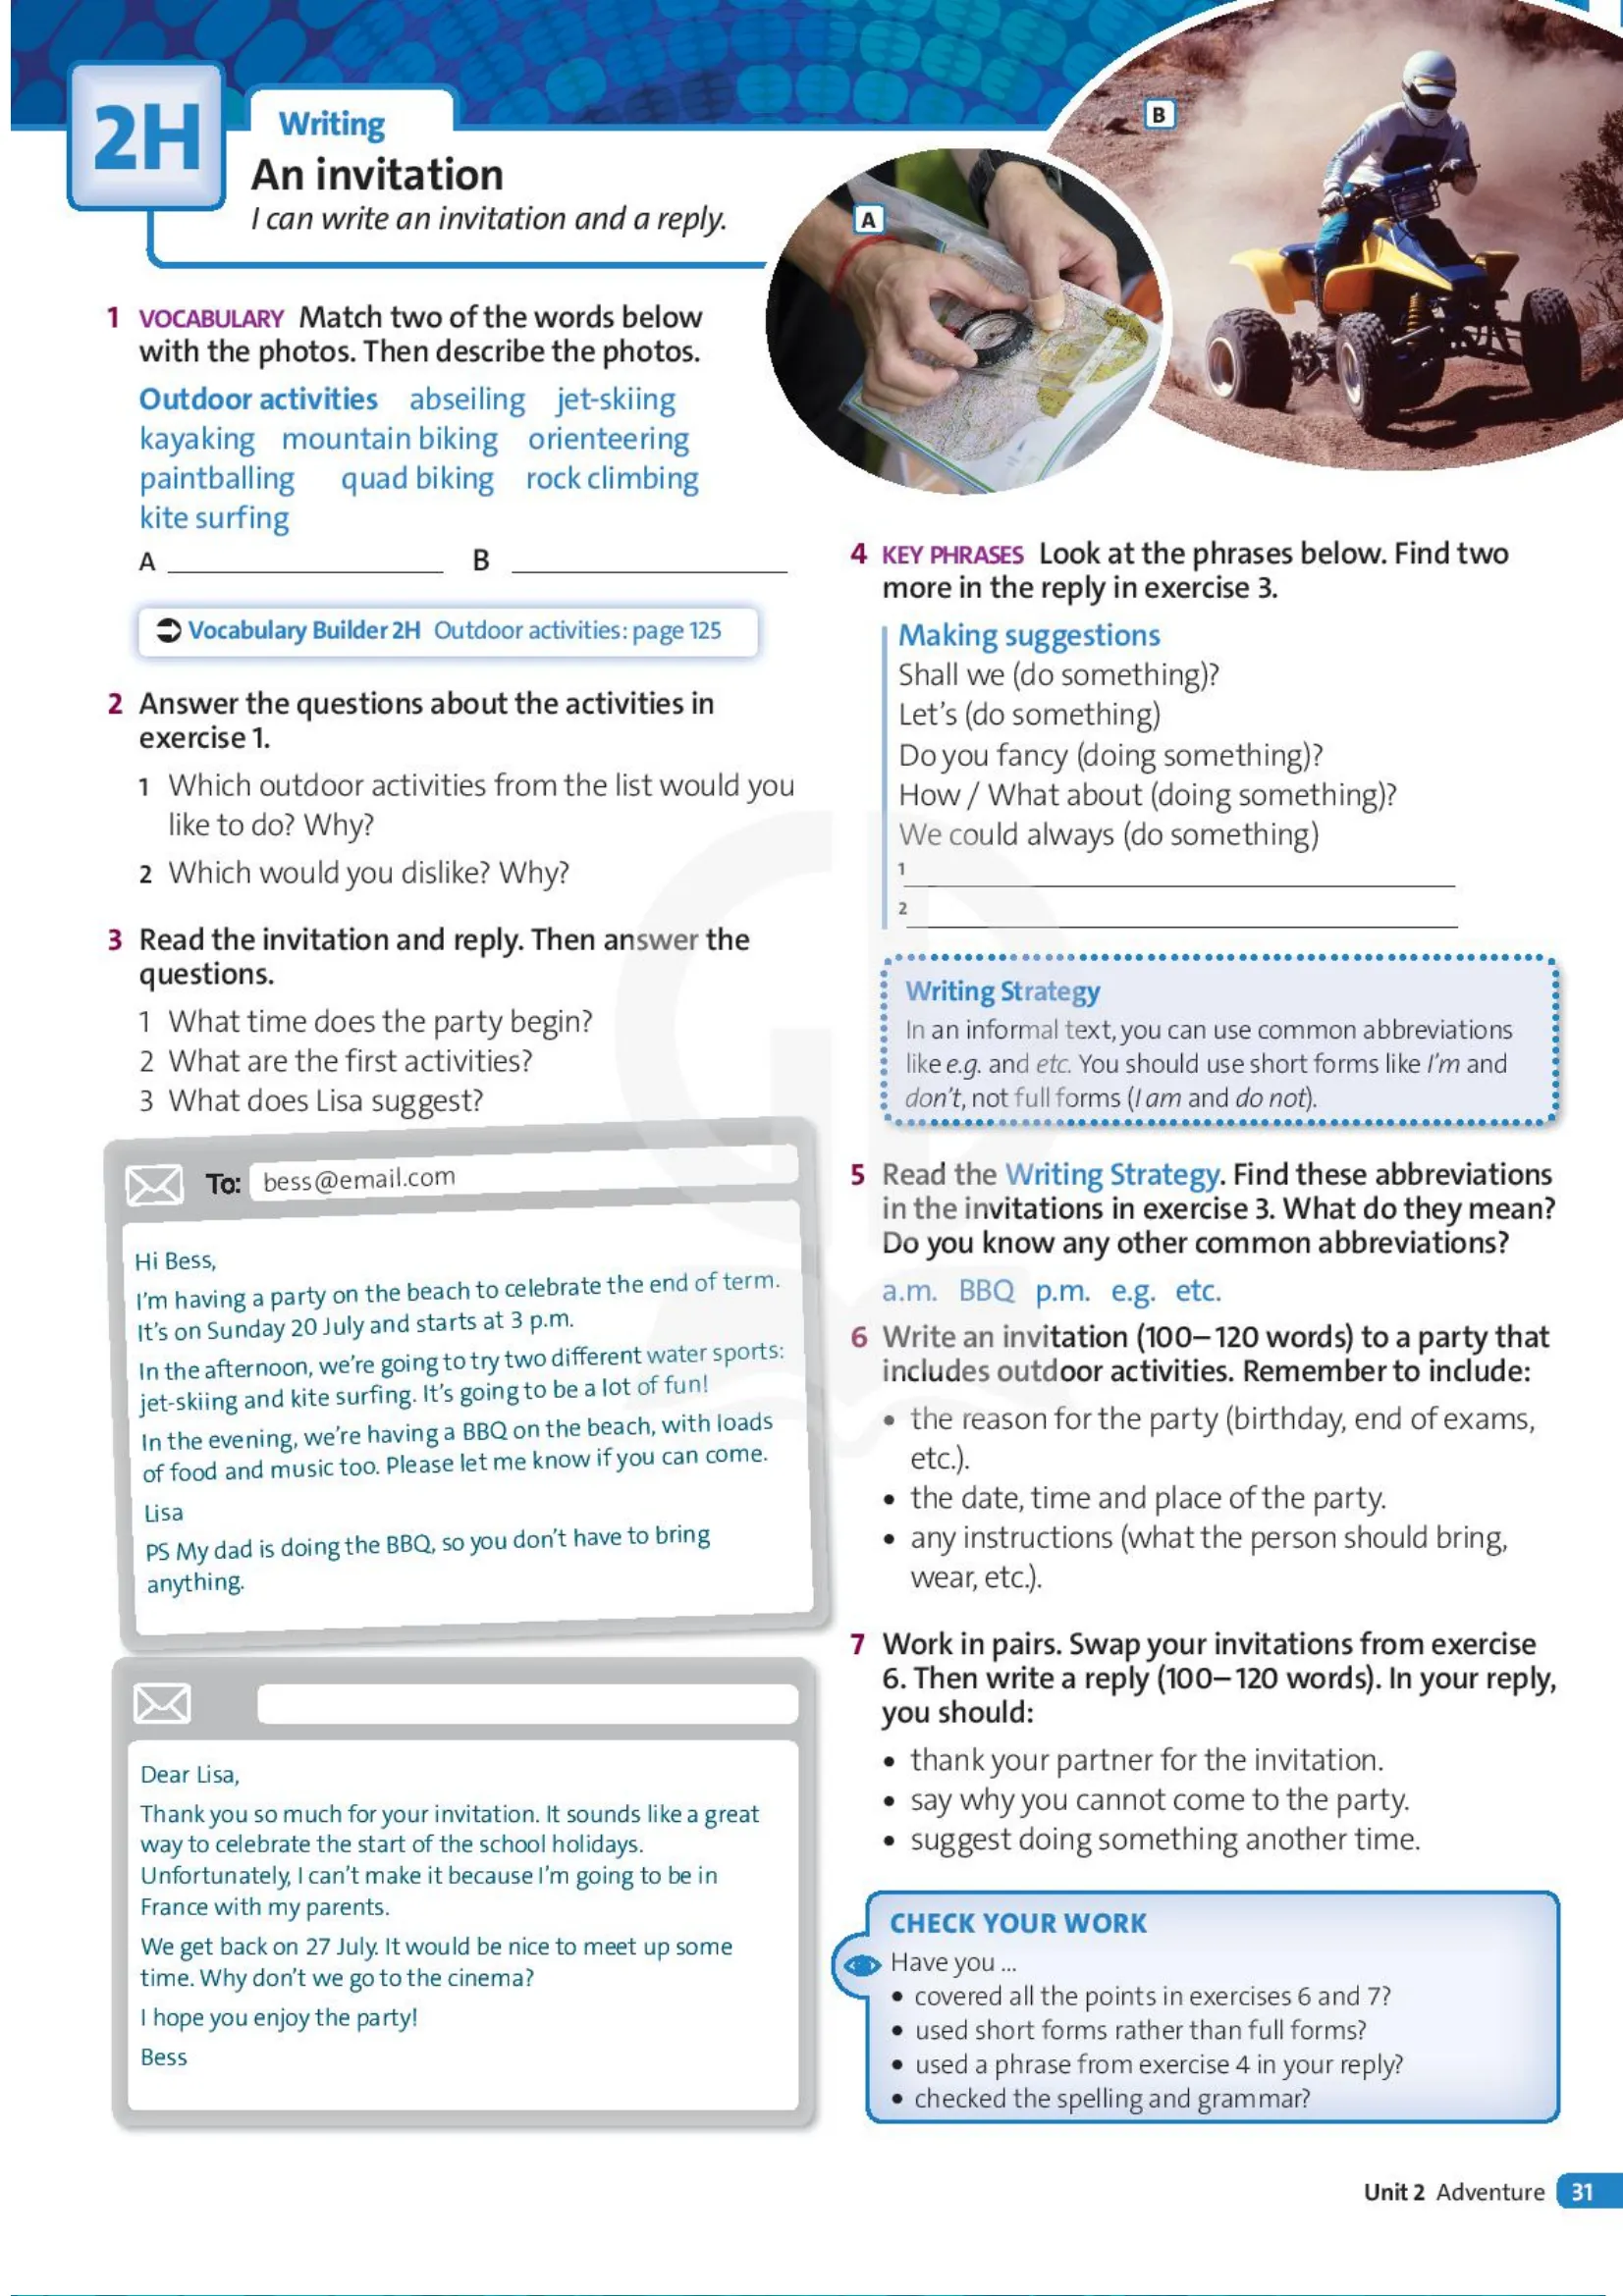 2H
Writing
An invitation
I can write an invitation and a reply.
A
B
1 VOCABULARY Match two of the words below
with the photos. Then describe the photos.
Outdoor activities abseiling jet-skiing
kayaking mountain biking orienteering
paintballing quad biking rock climbing
kite surfing
A ____ B ____
Vocabulary Builder 2H Outdoor activities: page 125
2 Answer the questions about the activities in
exercise 1.
1 Which outdoor activities from the list would you
like to do? Why?
2 Which would you dislike? Why?
3 Read the invitation and reply. Then answer the
questions.
1 What time does the party begin?
2 What are the first activities?
3 What does Lisa suggest?
To: bess@email.com
Hi Bess,
I'm having a party on the beach to celebrate the end of term.
It's on Sunday 20 July and starts at 3 p.m.
In the afternoon, we're going to try two different water sports:
jet-skiing and kite surfing. It's going to be a lot of fun!
In the evening, we're having a BBQ on the beach, with loads
of food and music too. Please let me know if you can come.
Lisa
PS My dad is doing the BBQ, so you don't have to bring
anything.
Dear Lisa,
Thank you so much for your invitation. It sounds like a great
way to celebrate the start of the school holidays.
Unfortunately, I can't make it because I'm going to be in
France with my parents.
We get back on 27 July. It would be nice to meet up some
time. Why don't we go to the cinema?
I hope you enjoy the party!
Bess
4 KEY PHRASES Look at the phrases below. Find two
more in the reply in exercise 3.
Making suggestions
Shall we (do something)?
Let's (do something)
Do you fancy (doing something)?
How / What about (doing something)?
We could always (do something)
1
2
Writing Strategy
In an informal text, you can use common abbreviations
like e.g. and etc. You should use short forms like I'm and
don't, not full forms (I am and do not).
5 Read the Writing Strategy. Find these abbreviations
in the invitations in exercise 3. What do they mean?
Do you know any other common abbreviations?
a.m. BBQ p.m. e.g. etc.
6 Write an invitation (100–120 words) to a party that
includes outdoor activities. Remember to include:
• the reason for the party (birthday, end of exams,
etc.).
• the date, time and place of the party.
• any instructions (what the person should bring,
wear, etc.).
7 Work in pairs. Swap your invitations from exercise
6. Then write a reply (100–120 words). In your reply,
you should:
• thank your partner for the invitation.
• say why you cannot come to the party.
• suggest doing something another time.
CHECK YOUR WORK
Have you ...
• covered all the points in exercises 6 and 7?
• used short forms rather than full forms?
• used a phrase from exercise 4 in your reply?
• checked the spelling and grammar?
Unit 2 Adventure 31